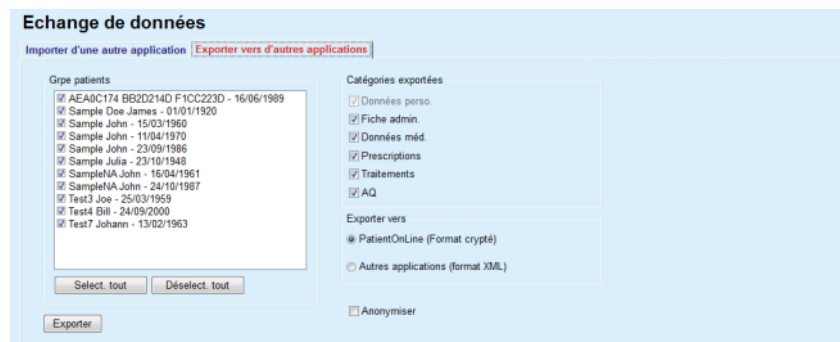 Echange de données
Importer d'une autre application Exporter vers d'autres applications
Grpe patients
AEA0C174 BB2D214D F1CC223D - 16/06/1989
Sample Doe James - 01/01/1920
Sample John - 15/03/1960
Sample John - 11/04/1970
Sample John - 23/09/1986
Sample Julia - 23/10/1948
SampleNA John - 16/04/1961
SampleNA John - 24/10/1987
Test3 Joe - 25/03/1959
Test4 Bill - 24/09/2000
Test7 Johann - 13/02/1963
Select. tout Déselect. tout
Exporter
Catégories exportées
Données perso.
Fiche admin.
Données méd.
Prescriptions
Traitements
AQ
Exporter vers
PatientOnLine (Format crypté)
Autres applications (format XML)
Anonymiser